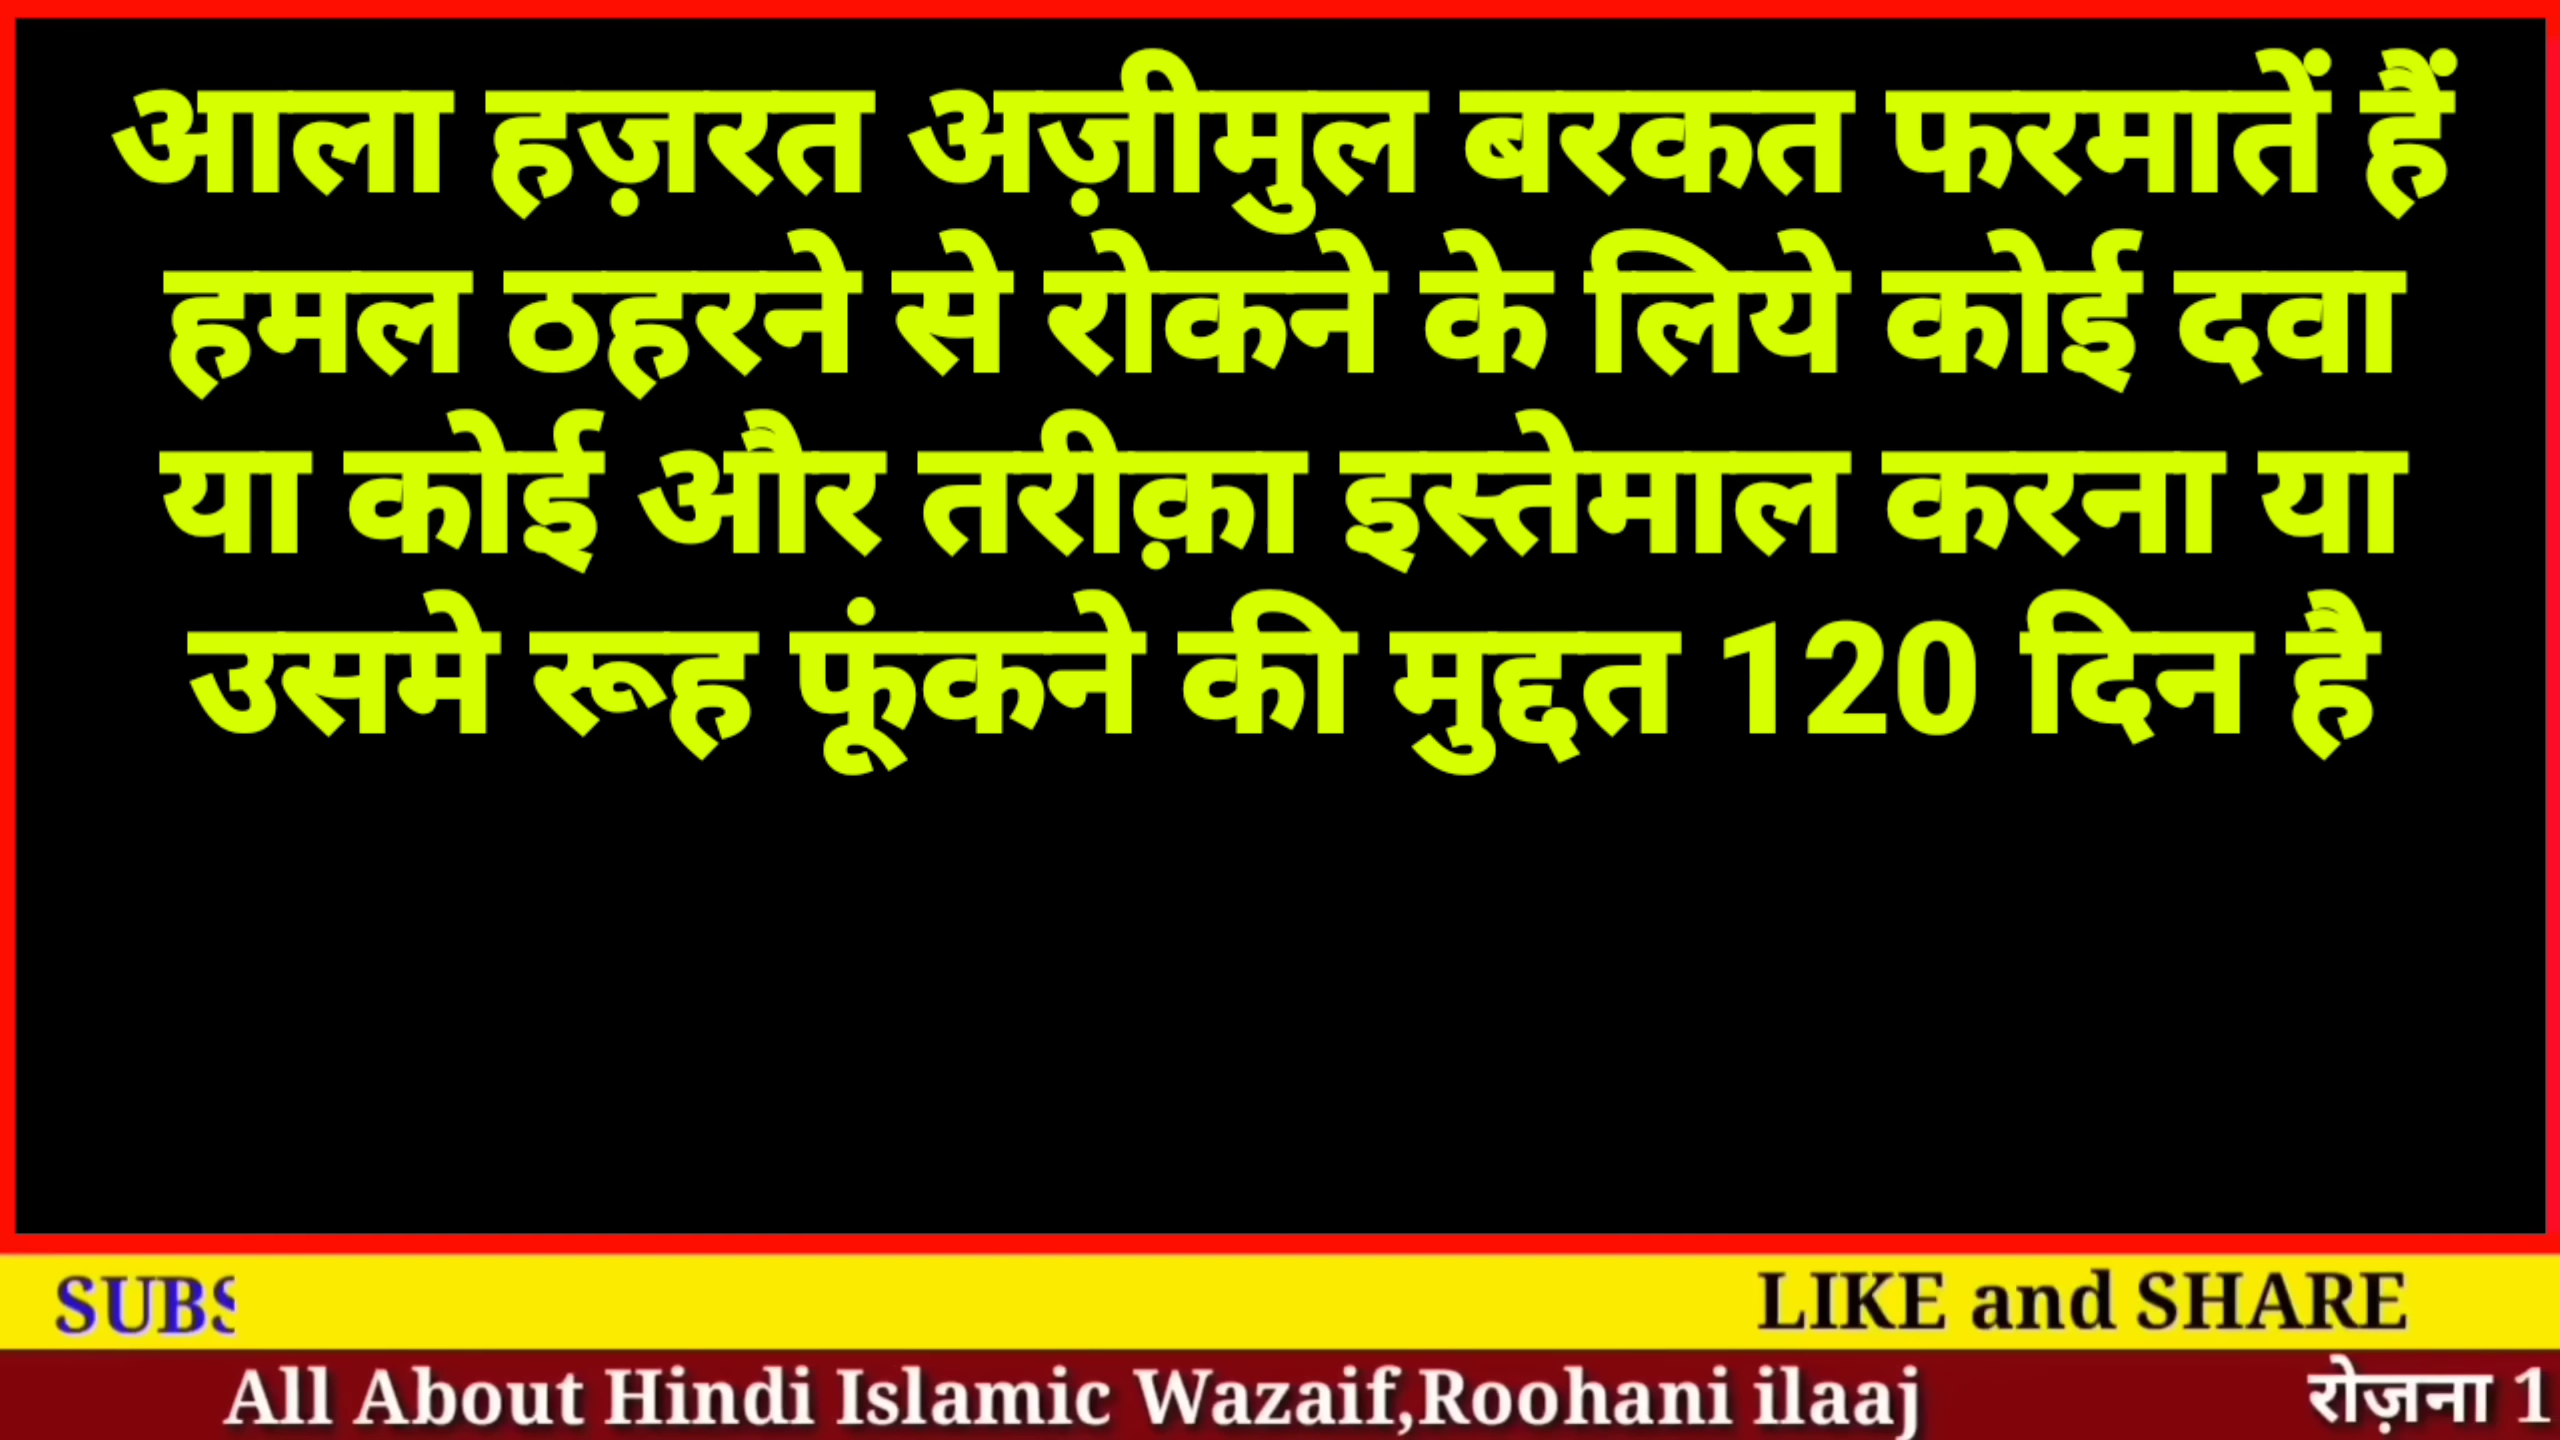 आला हज़रत अज़ीमुल बरकत फरमातें हैं
हमल ठहरने से रोकने के लिये कोई दवा
या कोई और तरीक़ा इस्तेमाल करना या
उसमे रूह फूंकने की मुद्दत 120 दिन है
SUBS LIKE and SHARE
All About Hindi Islamic Wazaif,Roohani ilaaj रोज़ना 1